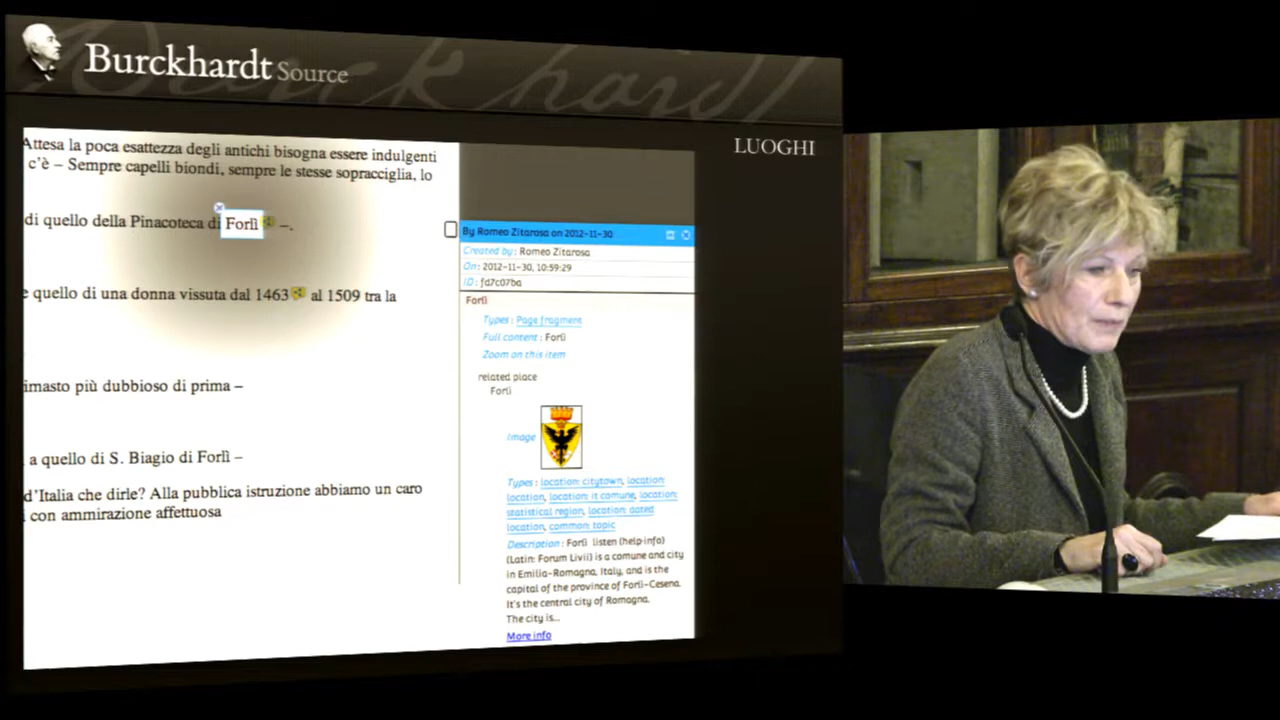 Burckhardt Source
LUOGHI
Attesa la poca esattezza degli antichi bisogna essere indulgenti
c'è – Sempre capelli biondi, sempre le stesse sopracciglia, lo
di quello della Pinacoteca di Forlì –.
e quello di una donna vissuta dal 1463 al 1509 tra la
imasto più dubbioso di prima –
a quello di S. Biagio di Forlì –
d'Italia che dirle? Alla pubblica istruzione abbiamo un caro
con ammirazione affettuosa
By Romeo Zitarosa on 2012-11-30
Created by: Romeo Zitarosa
On: 2012-11-30, 10:59:29
ID: fd7c07ba
Forlì
Types: Page fragment
Full content: Forlì
Zoom on this item
related place
Forlì
Image
Types: location: citytown, location:
location, location: it comune, location:
statistical region, location: dated
location, common: topic
Description: Forlì listen (help·info)
(Latin: Forum Livii) is a comune and city
in Emilia-Romagna, Italy, and is the
capital of the province of Forlì-Cesena.
It's the central city of Romagna.
The city is...
More info